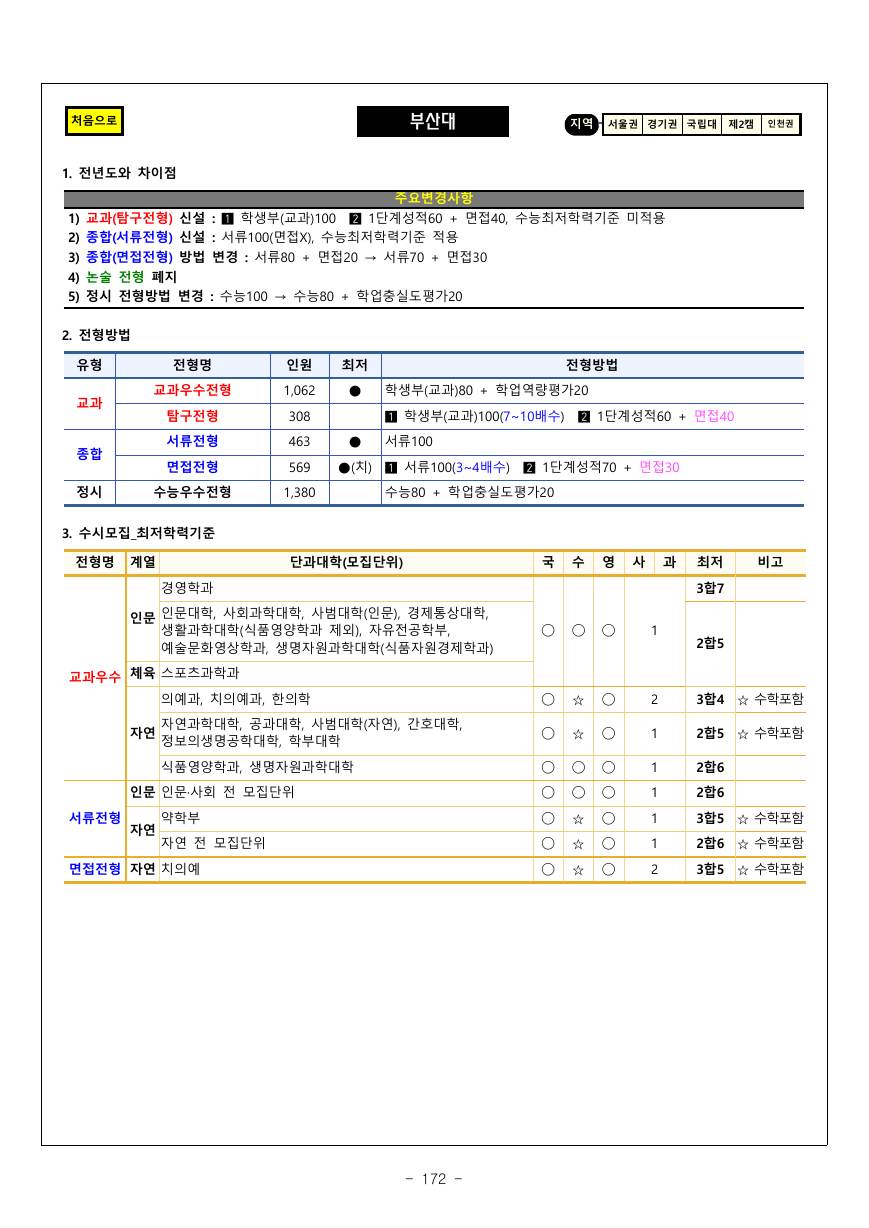 처음으로
부산대
지역 서울권 경기권 국립대 제2캠 인천권
1. 전년도와 차이점
주요변경사항
1) 교과(탐구전형) 신설 : 1 학생부(교과)100 2 1단계성적60 + 면접40, 수능최저학력기준 미적용
2) 종합(서류전형) 신설 : 서류100(면접X), 수능최저학력기준 적용
3) 종합(면접전형) 방법 변경 : 서류80 + 면접20 → 서류70 + 면접30
4) 논술 전형 폐지
5) 정시 전형방법 변경 : 수능100 → 수능80 + 학업충실도평가20
2. 전형방법
유형 전형명 인원 최저 전형방법
교과 교과우수전형 1,062 ● 학생부(교과)80 + 학업역량평가20
탐구전형 308 1 학생부(교과)100(7~10배수) 2 1단계성적60 + 면접40
종합 서류전형 463 ● 서류100
면접전형 569 ●(치) 1 서류100(3~4배수) 2 1단계성적70 + 면접30
정시 수능우수전형 1,380 수능80 + 학업충실도평가20
3. 수시모집_최저학력기준
전형명 계열 단과대학(모집단위) 국 수 영 사 과 최저 비고
교과우수 인문 경영학과 ○ ○ ○ 1 3합7
인문대학, 사회과학대학, 사범대학(인문), 경제통상대학,
생활과학대학(식품영양학과 제외), 자유전공학부,
예술문화영상학과, 생명자원과학대학(식품자원경제학과) 2합5
체육 스포츠과학과
자연 의예과, 치의예과, 한의학 ○ ☆ ○ 2 3합4 ☆ 수학포함
자연과학대학, 공과대학, 사범대학(자연), 간호대학,
정보의생명공학대학, 학부대학 ○ ☆ ○ 1 2합5 ☆ 수학포함
식품영양학과, 생명자원과학대학 ○ ○ ○ 1 2합6
서류전형 인문 인문·사회 전 모집단위 ○ ○ ○ 1 2합6
자연 약학부 ○ ☆ ○ 1 3합5 ☆ 수학포함
자연 전 모집단위 ○ ☆ ○ 1 2합6 ☆ 수학포함
면접전형 자연 치의예 ○ ☆ ○ 2 3합5 ☆ 수학포함
- 172 -